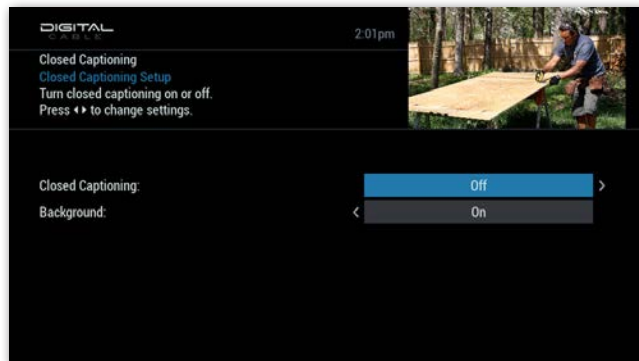 DIGITAL
CABLE
2:01pm
Closed Captioning
Closed Captioning Setup
Turn closed captioning on or off.
Press ◂ ▸ to change settings.
Closed Captioning: Off >
Background: < On